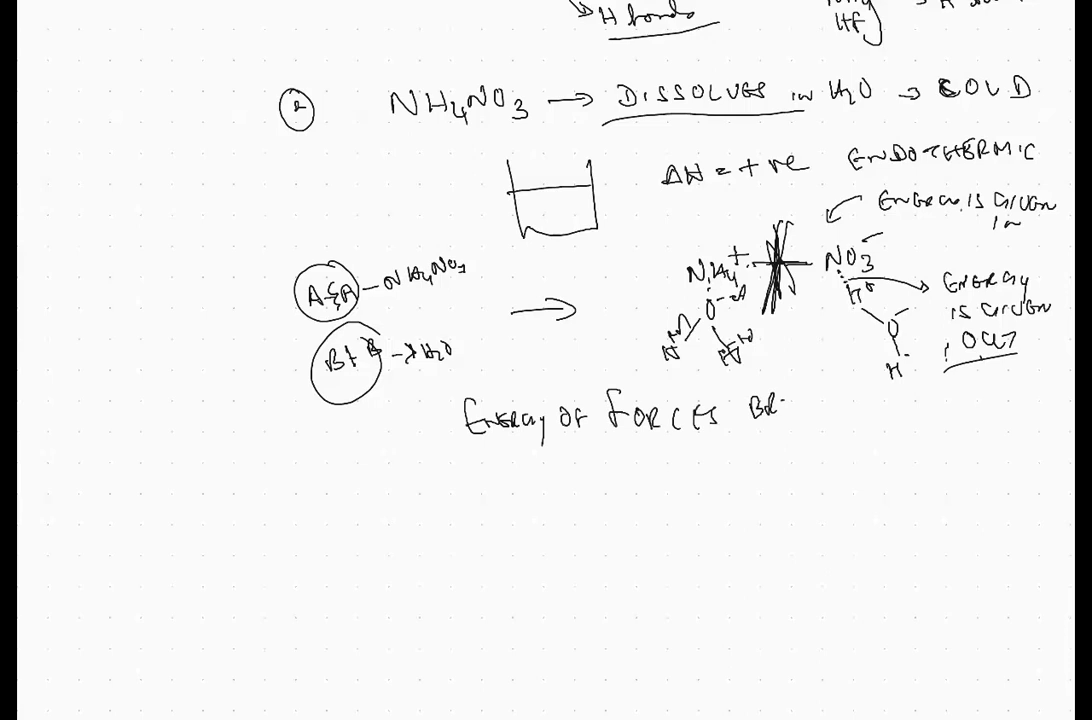 H bonds
HF
2 NH4NO3 → DISSOLVES in H2O → COLD
ΔH = +ve ENDOTHERMIC
ENERGY IS GIVEN
in
NH4+ NO3-
A{A - NH4NO3
ENERGY
IS GIVEN
OUT
O
H
B{B → H2O
ENERGY OF FORCES BR